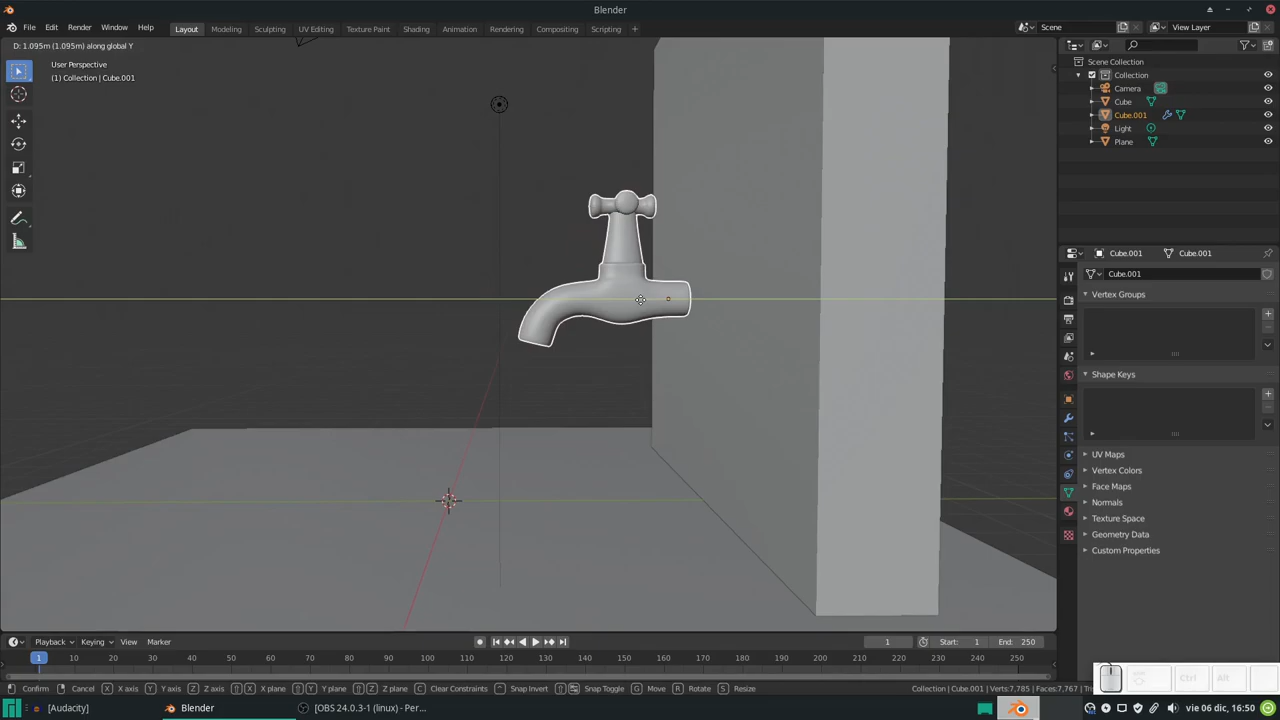 Blender
File
Edit
Render
Window
Help
Layout
Modeling
Sculpting
UV Editing
Texture Paint
Shading
Animation
Rendering
Compositing
Scripting
Scene
View Layer
D: 1.095m (1.095m) along global Y
User Perspective
(1) Collection | Cube.001
Scene Collection
Collection
Camera
Cube
Cube.001
Light
Plane
Cube.001
Cube.001
Cube.001
Vertex Groups
Shape Keys
UV Maps
Vertex Colors
Face Maps
Normals
Texture Space
Geometry Data
Custom Properties
Playback
Keying
View
Marker
1
Start: 1
End: 250
1
10
20
30
40
50
60
70
80
90
100
110
120
130
140
150
160
170
180
190
200
210
220
230
240
250
Confirm
Cancel
X X axis
Y Y axis
Z Z axis
X X plane
Y Y plane
Z Z plane
C Clear Constraints
Snap Invert
Snap Toggle
G Move
R Rotate
S Resize
Collection | Cube.001 | Verts:7,785 | Faces:7,767 | Tri
Ctrl
Alt
[Audacity]
Blender
[OBS 24.0.3-1 (linux) - Per...
vie 06 dic, 16:50